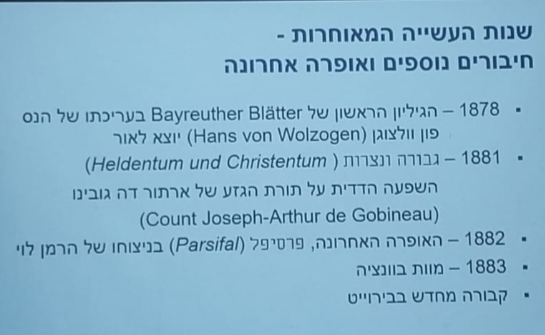 שנות העשייה המאוחרות -
חיבורים נוספים ואופרה אחרונה
▪ 1878 – הגיליון הראשון של Bayreuther Blätter בעריכתו של הנס
פון וולצוגן (Hans von Wolzogen) יוצא לאור
▪ 1881 – גבורה ונצרות (Heldentum und Christentum )
השפעה הדדית על תורת הגזע של ארתור דה גובינו
(Count Joseph-Arthur de Gobineau)
▪ 1882 – האופרה האחרונה, פרסיפל (Parsifal) בניצוחו של הרמן לוי
▪ 1883 – מוות בוונציה
▪ קבורה מחדש בביירוייט